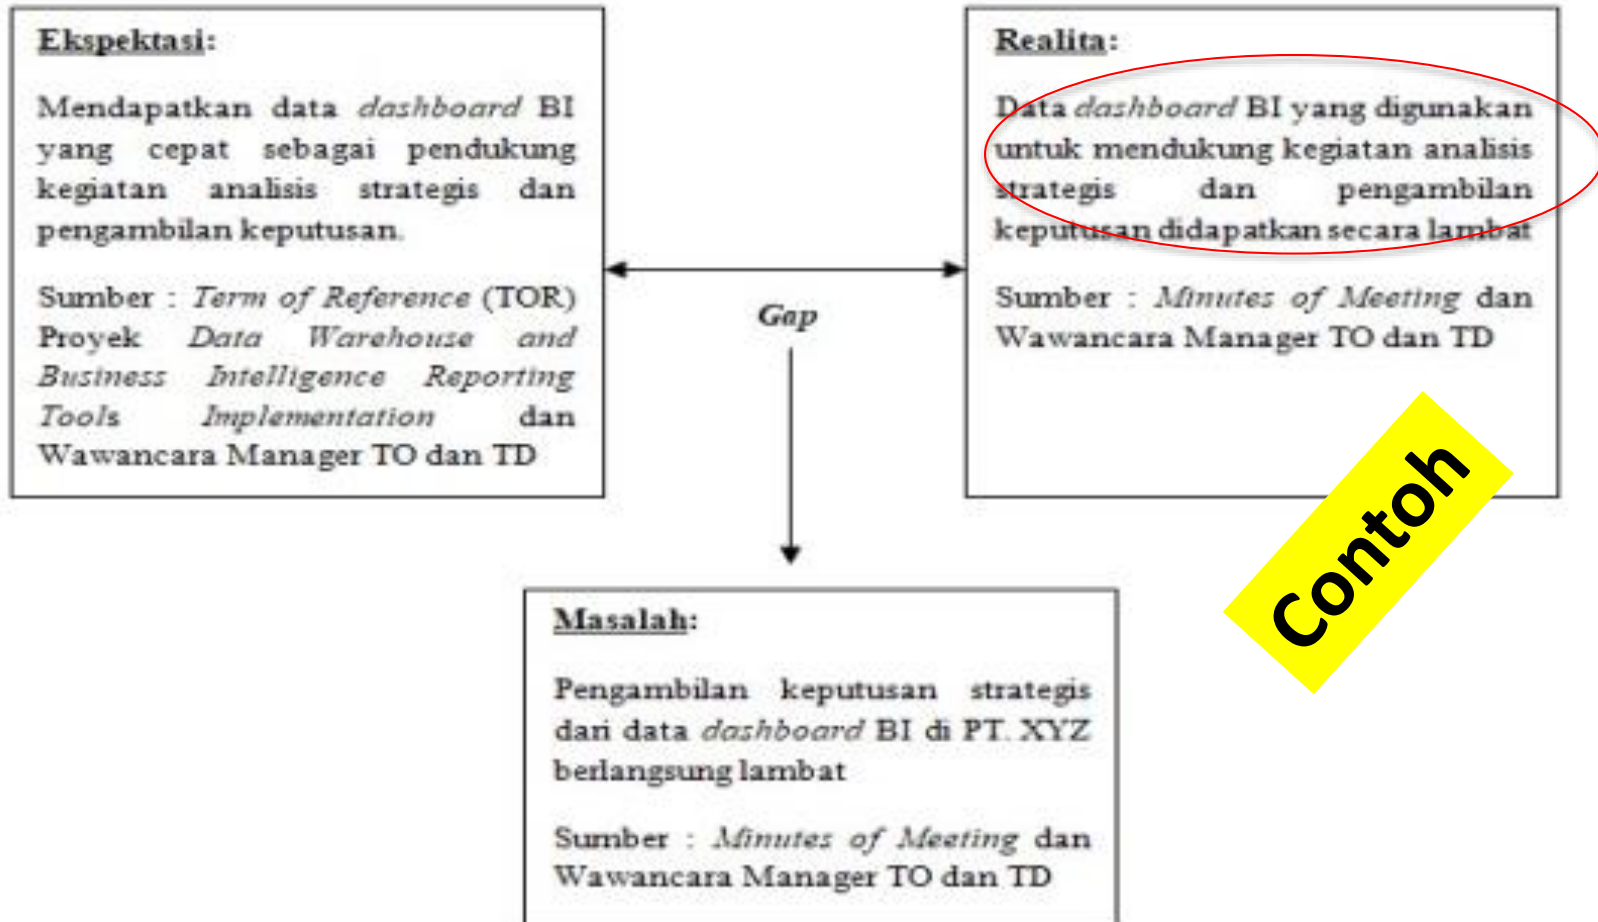 Ekspektasi:
Mendapatkan data dashboard BI
yang cepat sebagai pendukung
kegiatan analisis strategis dan
pengambilan keputusan.
Sumber : Term of Reference (TOR)
Proyek Data Warehouse and
Business Intelligence Reporting
Tools Implementation dan
Wawancara Manager TO dan TD
Gap
Realita:
Data dashboard BI yang digunakan
untuk mendukung kegiatan analisis
strategis dan pengambilan
keputusan didapatkan secara lambat
Sumber : Minutes of Meeting dan
Wawancara Manager TO dan TD
Contoh
Masalah:
Pengambilan keputusan strategis
dari data dashboard BI di PT. XYZ
berlangsung lambat
Sumber : Minutes of Meeting dan
Wawancara Manager TO dan TD